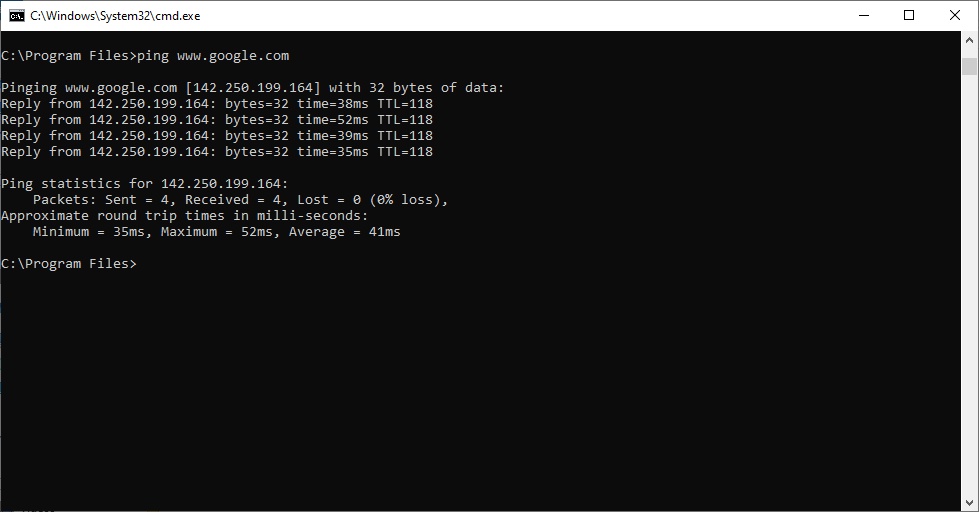 C:\Windows\System32\cmd.exe
C:\Program Files>ping www.google.com
Pinging www.google.com [142.250.199.164] with 32 bytes of data:
Reply from 142.250.199.164: bytes=32 time=38ms TTL=118
Reply from 142.250.199.164: bytes=32 time=52ms TTL=118
Reply from 142.250.199.164: bytes=32 time=39ms TTL=118
Reply from 142.250.199.164: bytes=32 time=35ms TTL=118
Ping statistics for 142.250.199.164:
    Packets: Sent = 4, Received = 4, Lost = 0 (0% loss),
Approximate round trip times in milli-seconds:
    Minimum = 35ms, Maximum = 52ms, Average = 41ms
C:\Program Files>